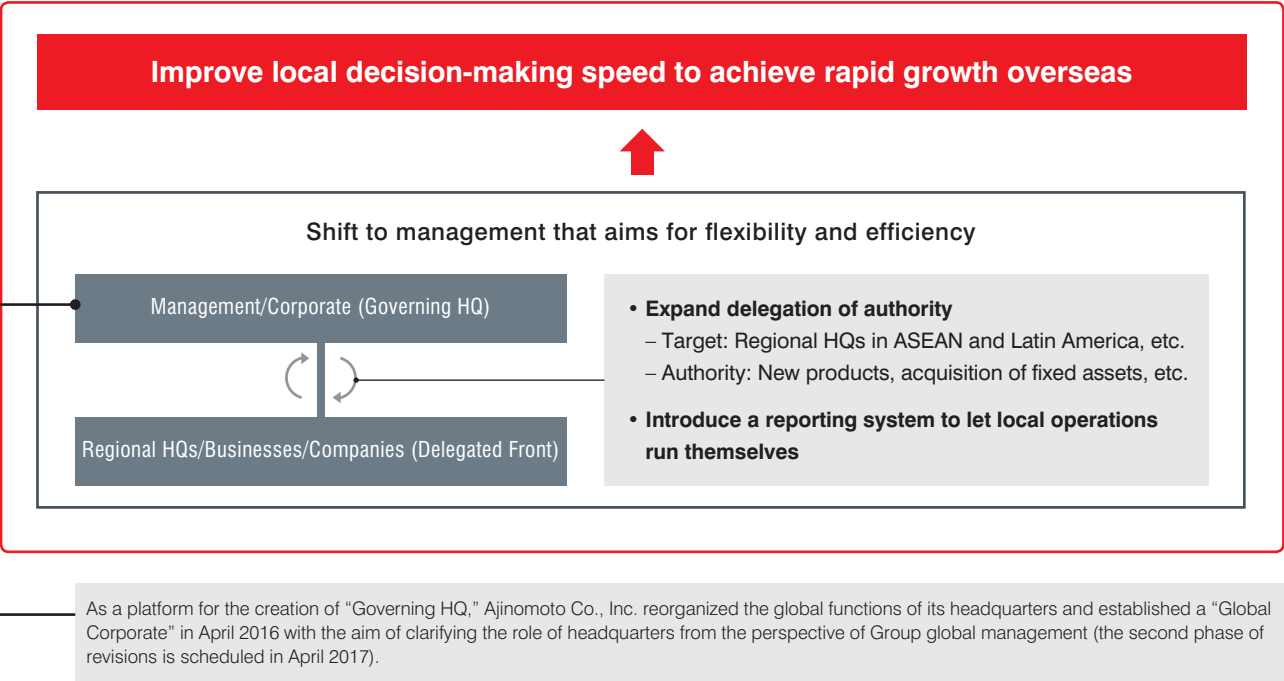 Improve local decision-making speed to achieve rapid growth overseas
Shift to management that aims for flexibility and efficiency
Management/Corporate (Governing HQ)
Regional HQs/Businesses/Companies (Delegated Front)
• Expand delegation of authority
– Target: Regional HQs in ASEAN and Latin America, etc.
– Authority: New products, acquisition of fixed assets, etc.
• Introduce a reporting system to let local operations
run themselves
As a platform for the creation of “Governing HQ,” Ajinomoto Co., Inc. reorganized the global functions of its headquarters and established a “Global
Corporate” in April 2016 with the aim of clarifying the role of headquarters from the perspective of Group global management (the second phase of
revisions is scheduled in April 2017).